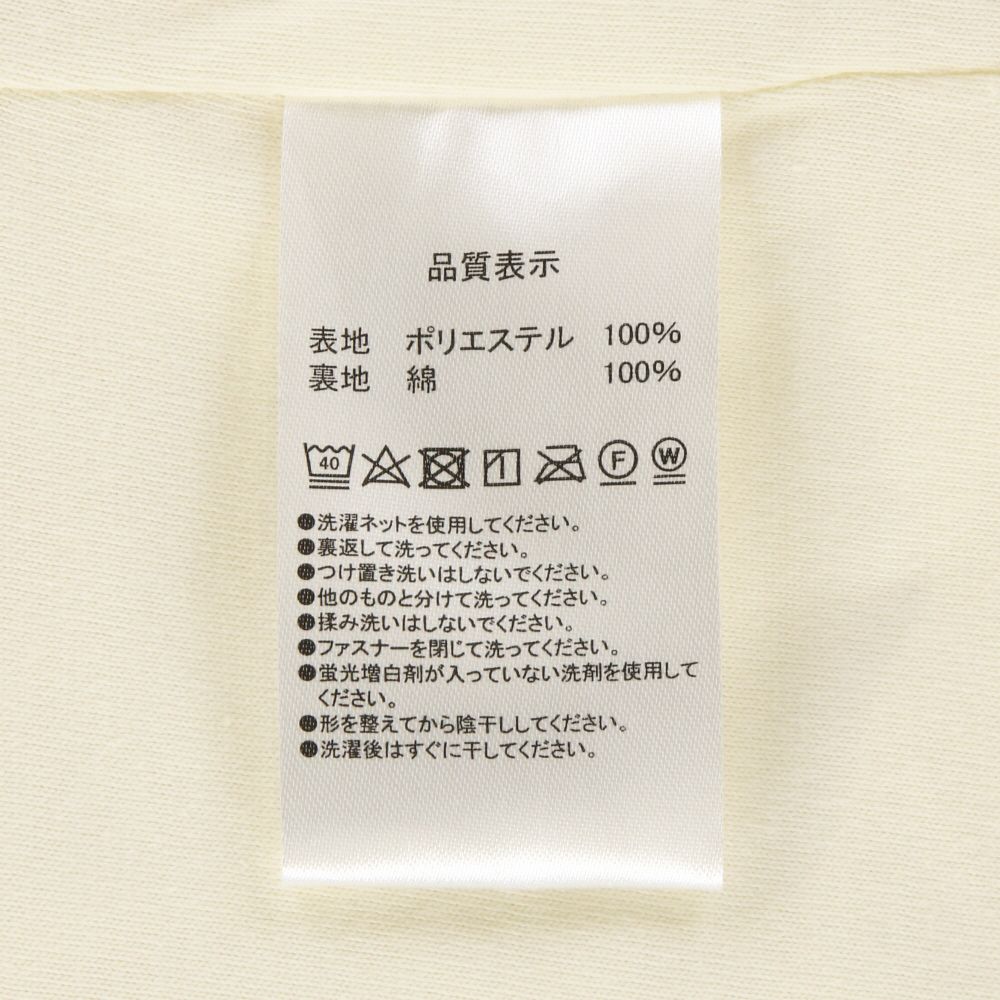 品質表示
表地 ポリエステル 100%
裏地 綿 100%
40 F W
●洗濯ネットを使用してください。
●裏返して洗ってください。
●つけ置き洗いはしないでください。
●他のものと分けて洗ってください。
●揉み洗いはしないでください。
●ファスナーを閉じて洗ってください。
●蛍光増白剤が入っていない洗剤を使用して
ください。
●形を整えてから陰干ししてください。
●洗濯後はすぐに干してください。